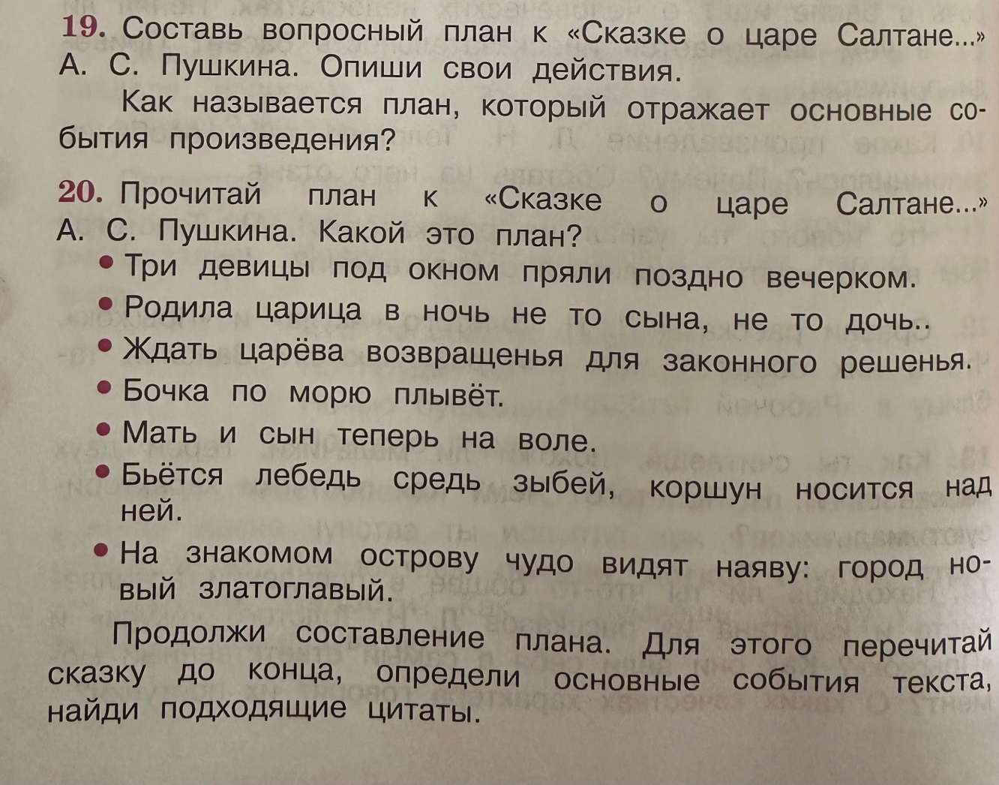 19. Составь вопросный план к «Сказке о царе Салтане...»
А. С. Пушкина. Опиши свои действия.
Как называется план, который отражает основные со-
бытия произведения?
20. Прочитай план к «Сказке о царе Салтане...»
А. С. Пушкина. Какой это план?
• Три девицы под окном пряли поздно вечерком.
• Родила царица в ночь не то сына, не то дочь..
• Ждать царёва возвращенья для законного решенья.
• Бочка по морю плывёт.
• Мать и сын теперь на воле.
• Бьётся лебедь средь зыбей, коршун носится над
ней.
• На знакомом острову чудо видят наяву: город но-
вый златоглавый.
Продолжи составление плана. Для этого перечитай
сказку до конца, определи основные события текста,
найди подходящие цитаты.